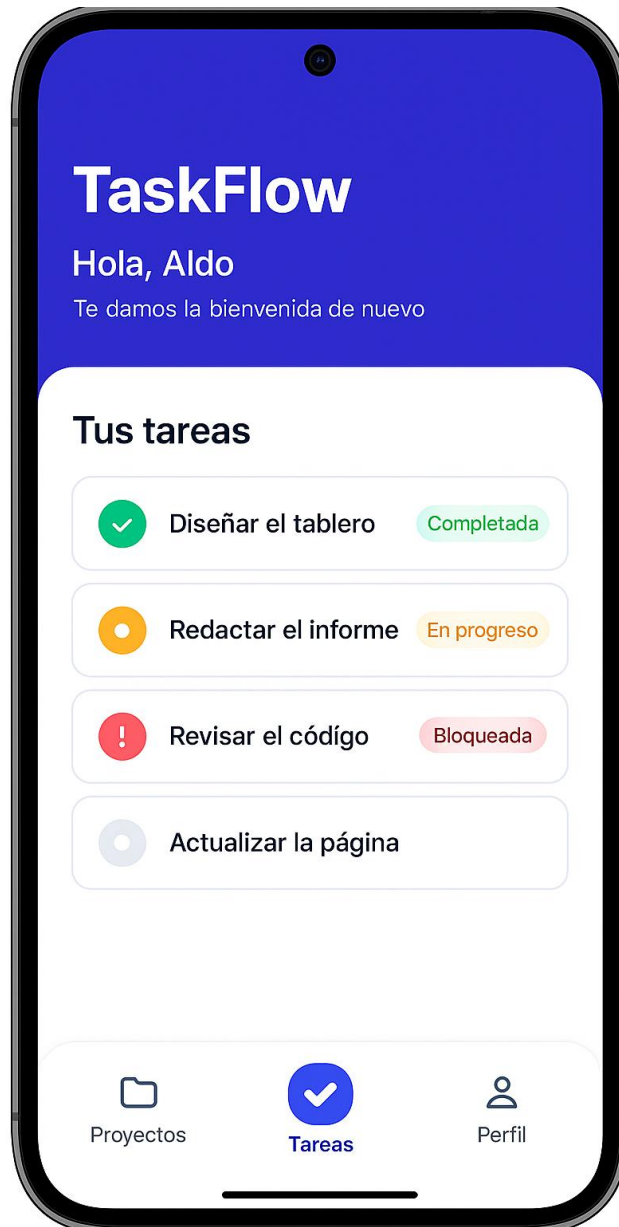 TaskFlow
Hola, Aldo
Te damos la bienvenida de nuevo
Tus tareas
Diseñar el tablero Completada
Redactar el informe En progreso
Revisar el códígo Bloqueada
Actualizar la página
Proyectos Tareas Perfil